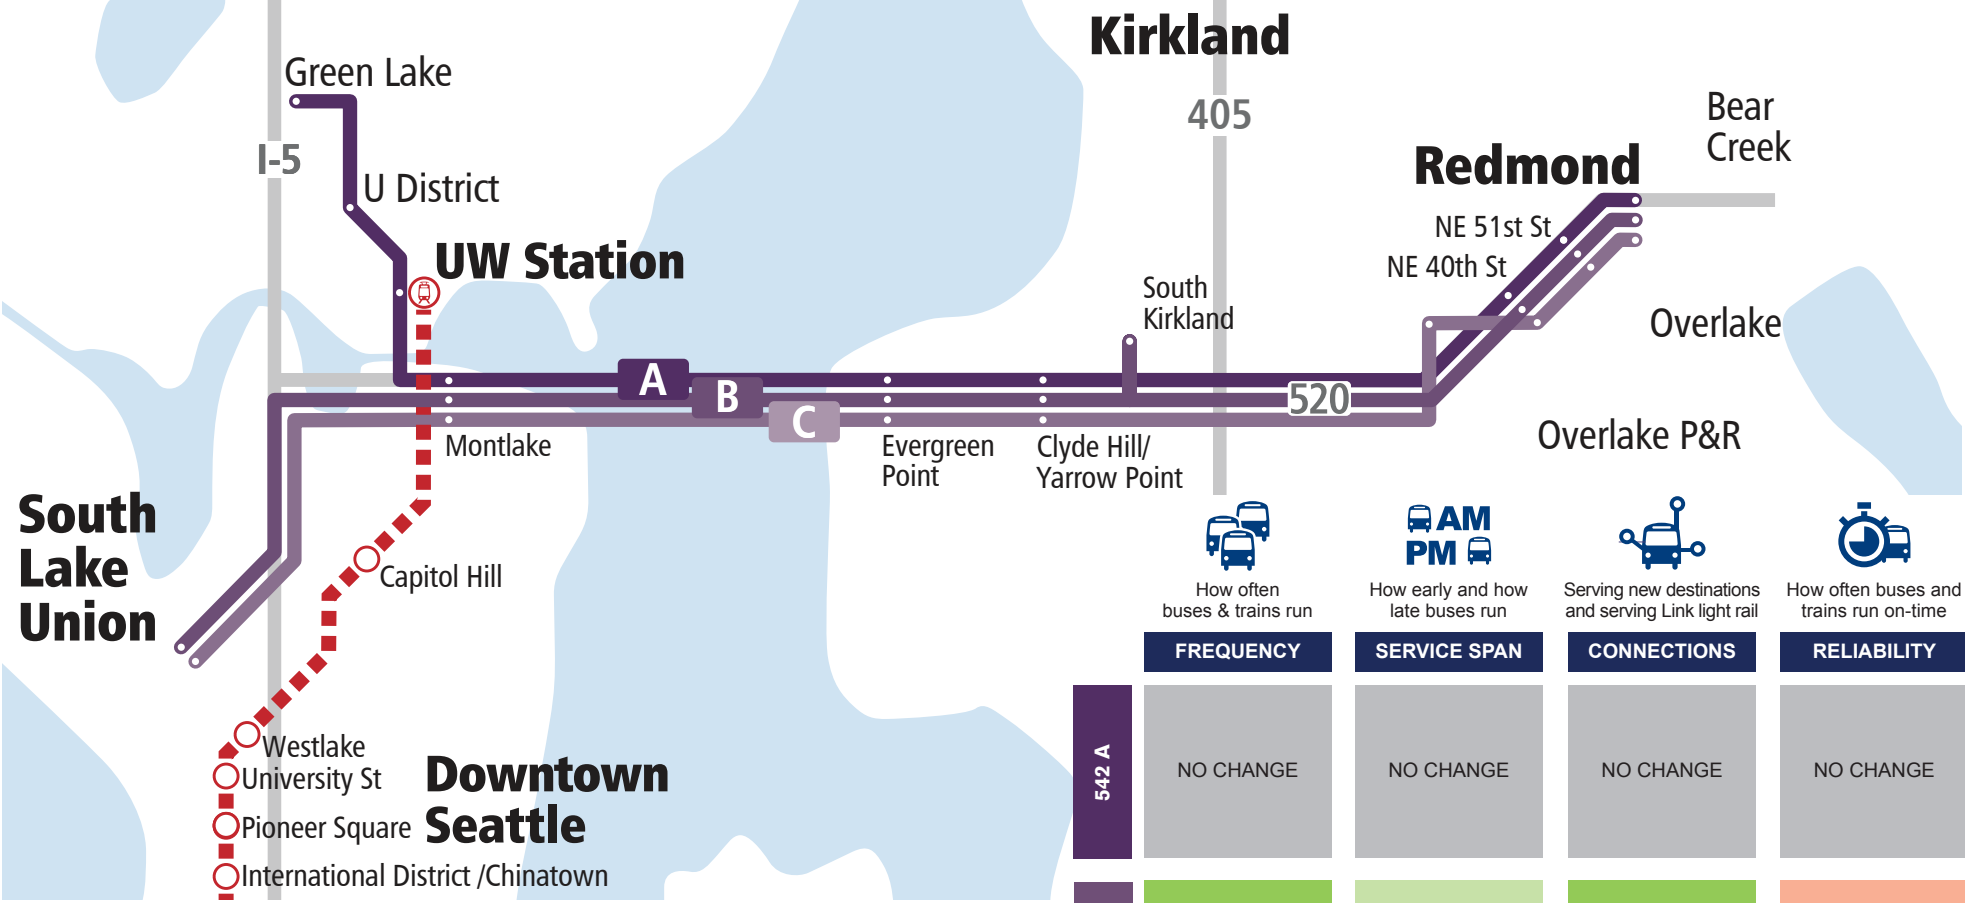 Kirkland
Green Lake
405
Bear
Creek
I-5
Redmond
U District
NE 51st St
UW Station
NE 40th St
South
Kirkland
Overlake
A
B
C
520
Montlake
Evergreen
Point
Clyde Hill/
Yarrow Point
Overlake P&R
South
Lake
Union
Capitol Hill
Westlake
University St
Pioneer Square
International District /Chinatown
Downtown
Seattle
AM
PM
How often
buses & trains run
How early and how
late buses run
Serving new destinations
and serving Link light rail
How often buses and
trains run on-time
FREQUENCY
SERVICE SPAN
CONNECTIONS
RELIABILITY
542 A
NO CHANGE
NO CHANGE
NO CHANGE
NO CHANGE